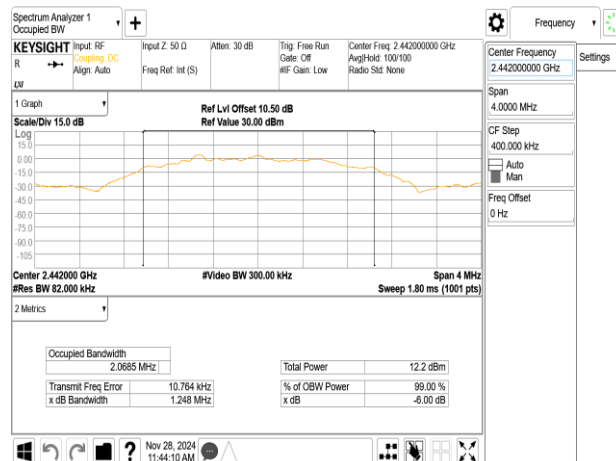 Spectrum Analyzer 1
Occupied BW
Frequency
KEYSIGHT
Input: RF
Coupling: DC
Align: Auto
Input Z: 50 Ω
Freq Ref: Int (S)
Atten: 30 dB
Trig: Free Run
Gate: Off
#IF Gain: Low
Center Freq: 2.442000000 GHz
Avg|Hold: 100/100
Radio Std: None
R
LXI
Center Frequency
2.442000000 GHz
Settings
Span
4.0000 MHz
CF Step
400.000 kHz
Auto
Man
Freq Offset
0 Hz
1 Graph
Scale/Div 15.0 dB
Ref Lvl Offset 10.50 dB
Ref Value 30.00 dBm
Log
15.0
0.00
-15.0
-30.0
-45.0
-60.0
-75.0
-90.0
-105
Center 2.442000 GHz
#Video BW 300.00 kHz
Span 4 MHz
#Res BW 82.000 kHz
Sweep 1.80 ms (1001 pts)
2 Metrics
Occupied Bandwidth
2.0685 MHz
Total Power 12.2 dBm
Transmit Freq Error 10.764 kHz
% of OBW Power 99.00 %
x dB Bandwidth 1.248 MHz
x dB -6.00 dB
?
Nov 28, 2024
11:44:10 AM